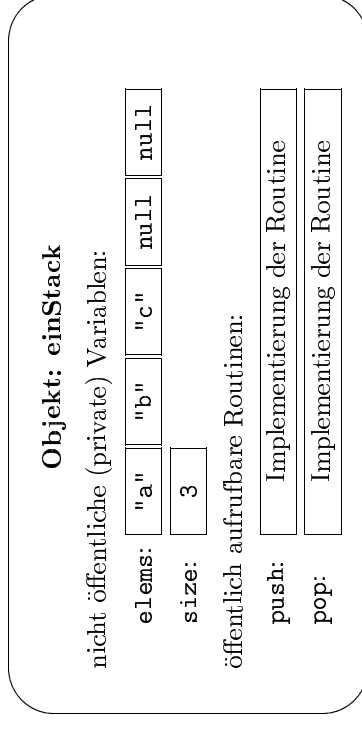 Objekt: einStack
nicht öffentliche (private) Variablen:
elems: "a" "b" "c" null null
size: 3
öffentlich aufrufbare Routinen:
push: Implementierung der Routine
pop: Implementierung der Routine